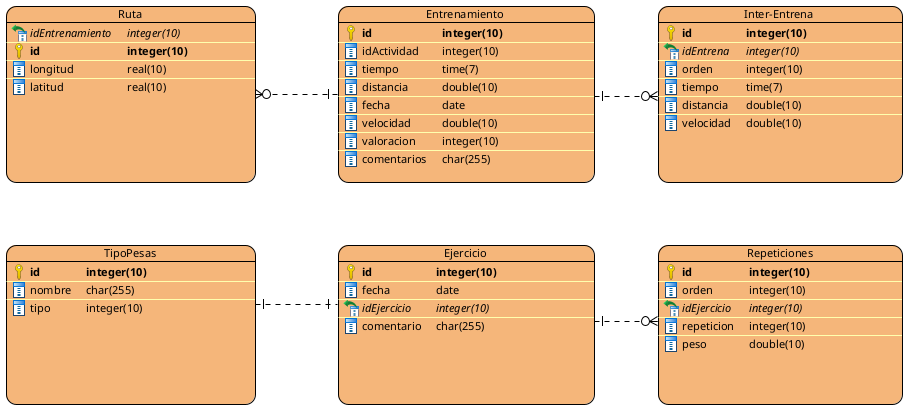 Ruta
idEntrenamiento integer(10)
id integer(10)
longitud real(10)
latitud real(10)
Entrenamiento
id integer(10)
idActividad integer(10)
tiempo time(7)
distancia double(10)
fecha date
velocidad double(10)
valoracion integer(10)
comentarios char(255)
Inter-Entrena
id integer(10)
idEntrena integer(10)
orden integer(10)
tiempo time(7)
distancia double(10)
velocidad double(10)
TipoPesas
id integer(10)
nombre char(255)
tipo integer(10)
Ejercicio
id integer(10)
fecha date
idEjercicio integer(10)
comentario char(255)
Repeticiones
id integer(10)
orden integer(10)
idEjercicio integer(10)
repeticion integer(10)
peso double(10)